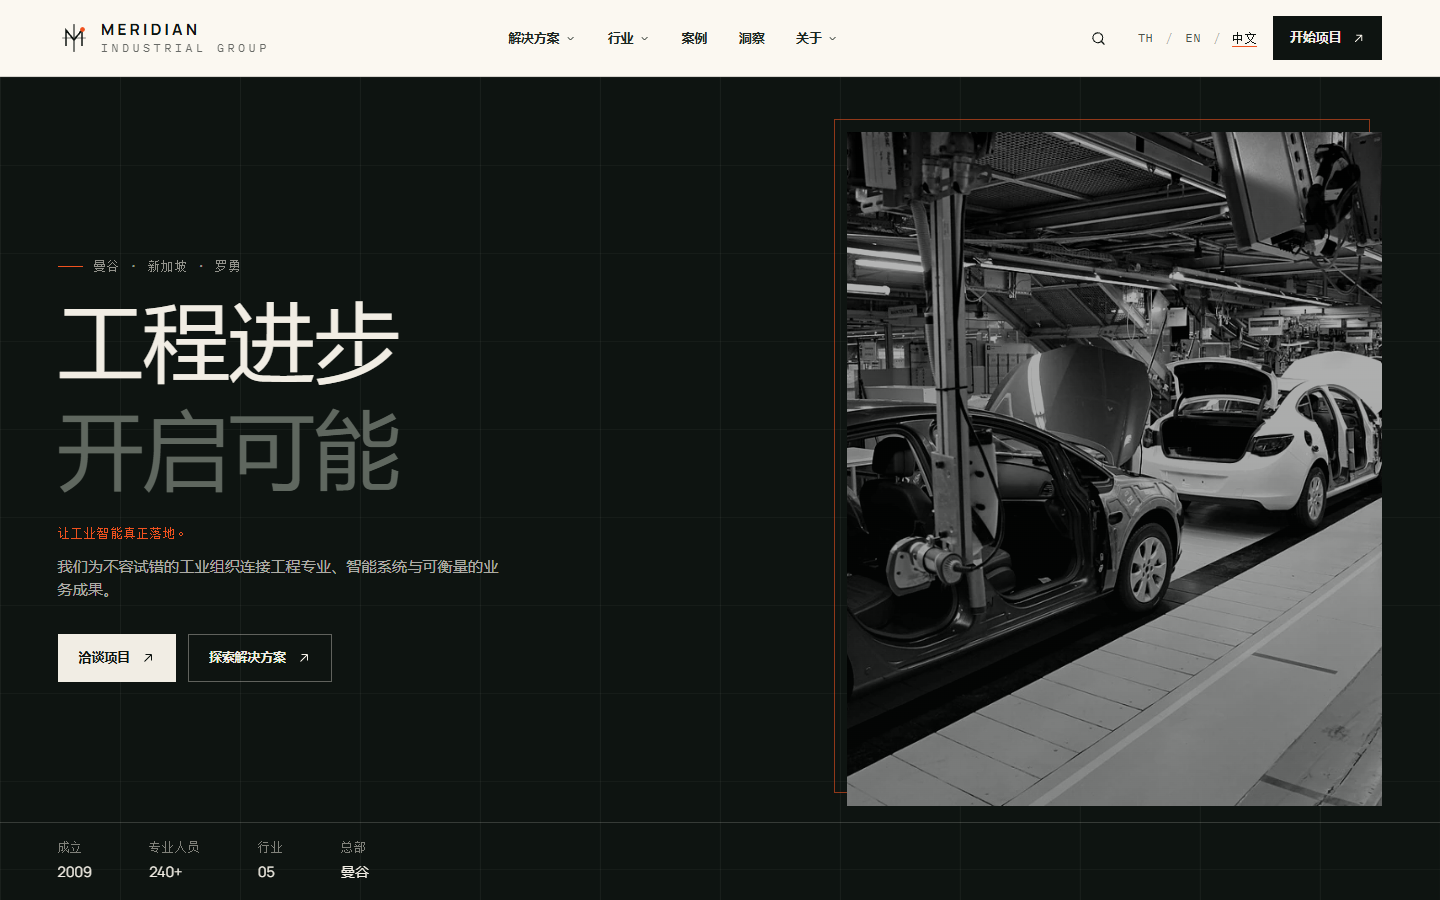 MERIDIAN
INDUSTRIAL GROUP
解决方案
行业
案例
洞察
关于
TH / EN / 中文
开始项目
曼谷 · 新加坡 · 罗勇
工程进步
开启可能
让工业智能真正落地。
我们为不容试错的工业组织连接工程专业、智能系统与可衡量的业
务成果。
洽谈项目
探索解决方案
成立
2009
专业人员
240+
行业
05
总部
曼谷